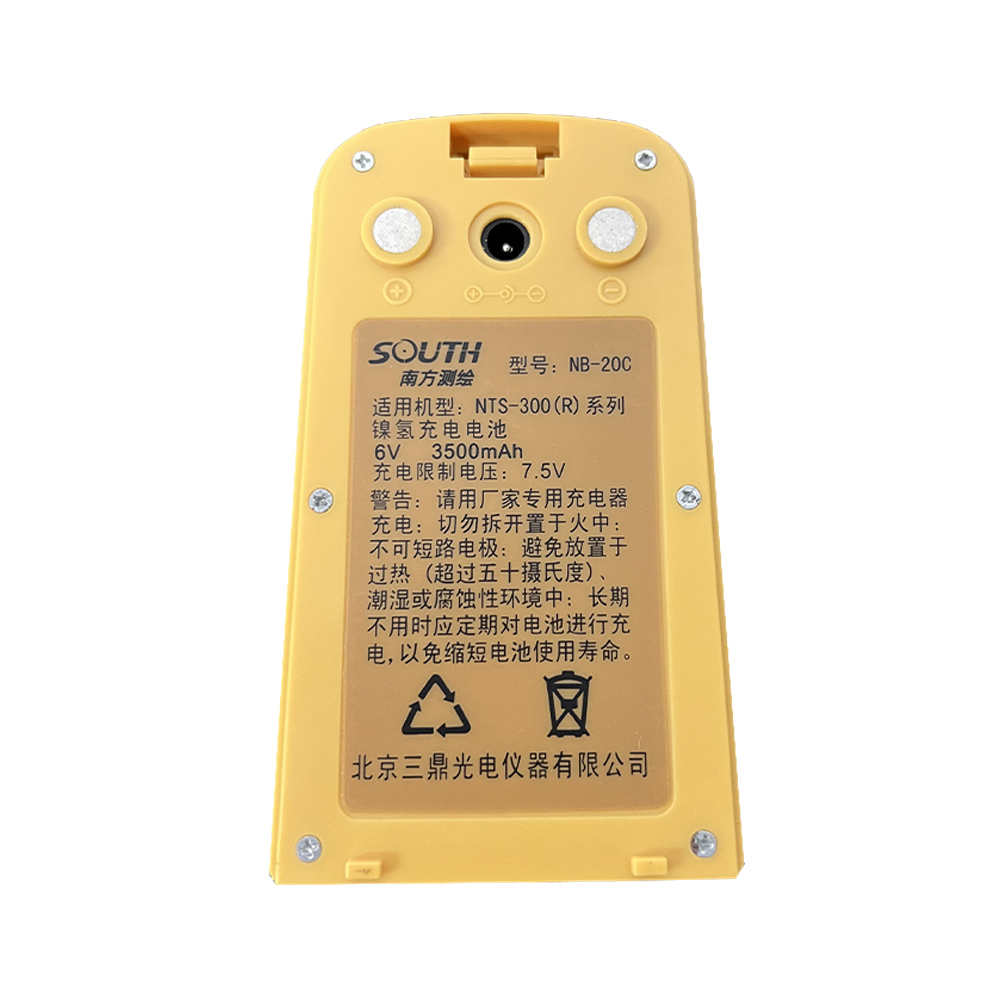 SOUTH
南方测绘
型号：NB-20C
适用机型：NTS-300(R)系列
镍氢充电电池
6V 3500mAh
充电限制电压：7.5V
警告：请用厂家专用充电器
充电：切勿拆开置于火中：
不可短路电极：避免放置于
过热（超过五十摄氏度）、
潮湿或腐蚀性环境中：长期
不用时应定期对电池进行充
电，以免缩短电池使用寿命。
北京三鼎光电仪器有限公司